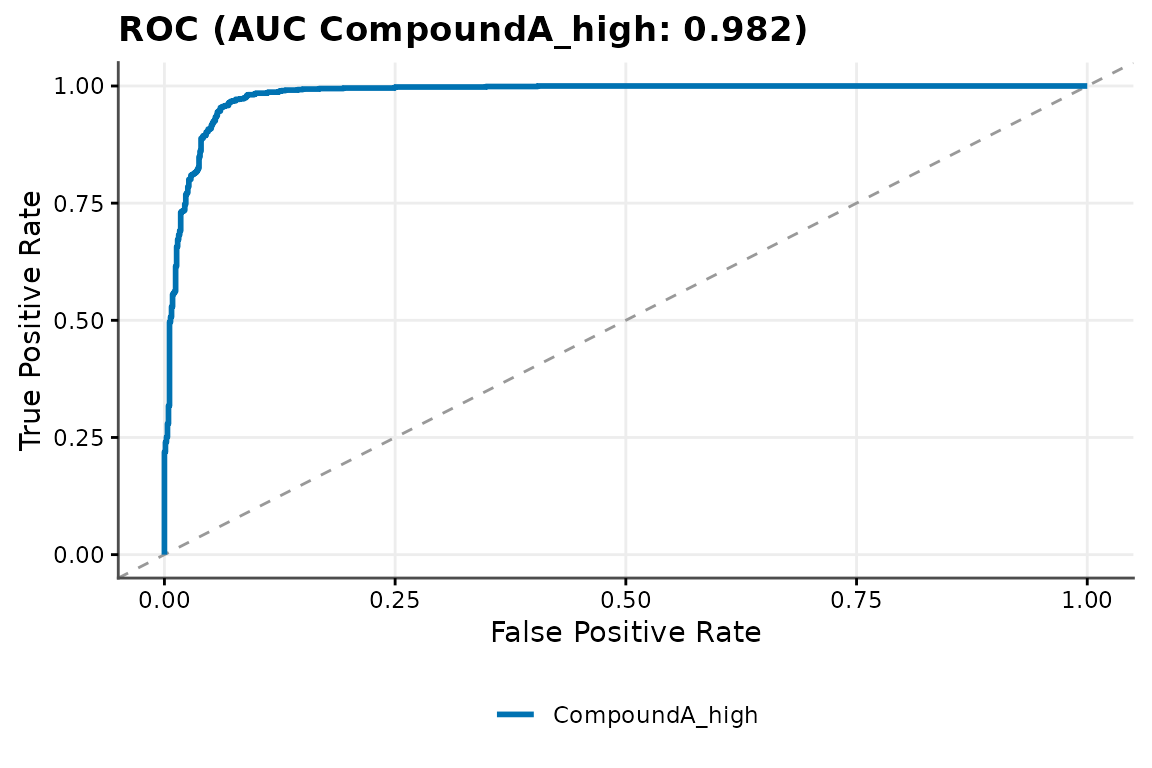 ROC (AUC CompoundA_high: 0.982)
True Positive Rate
1.00
0.75
0.50
0.25
0.00
0.00 0.25 0.50 0.75 1.00
False Positive Rate
CompoundA_high